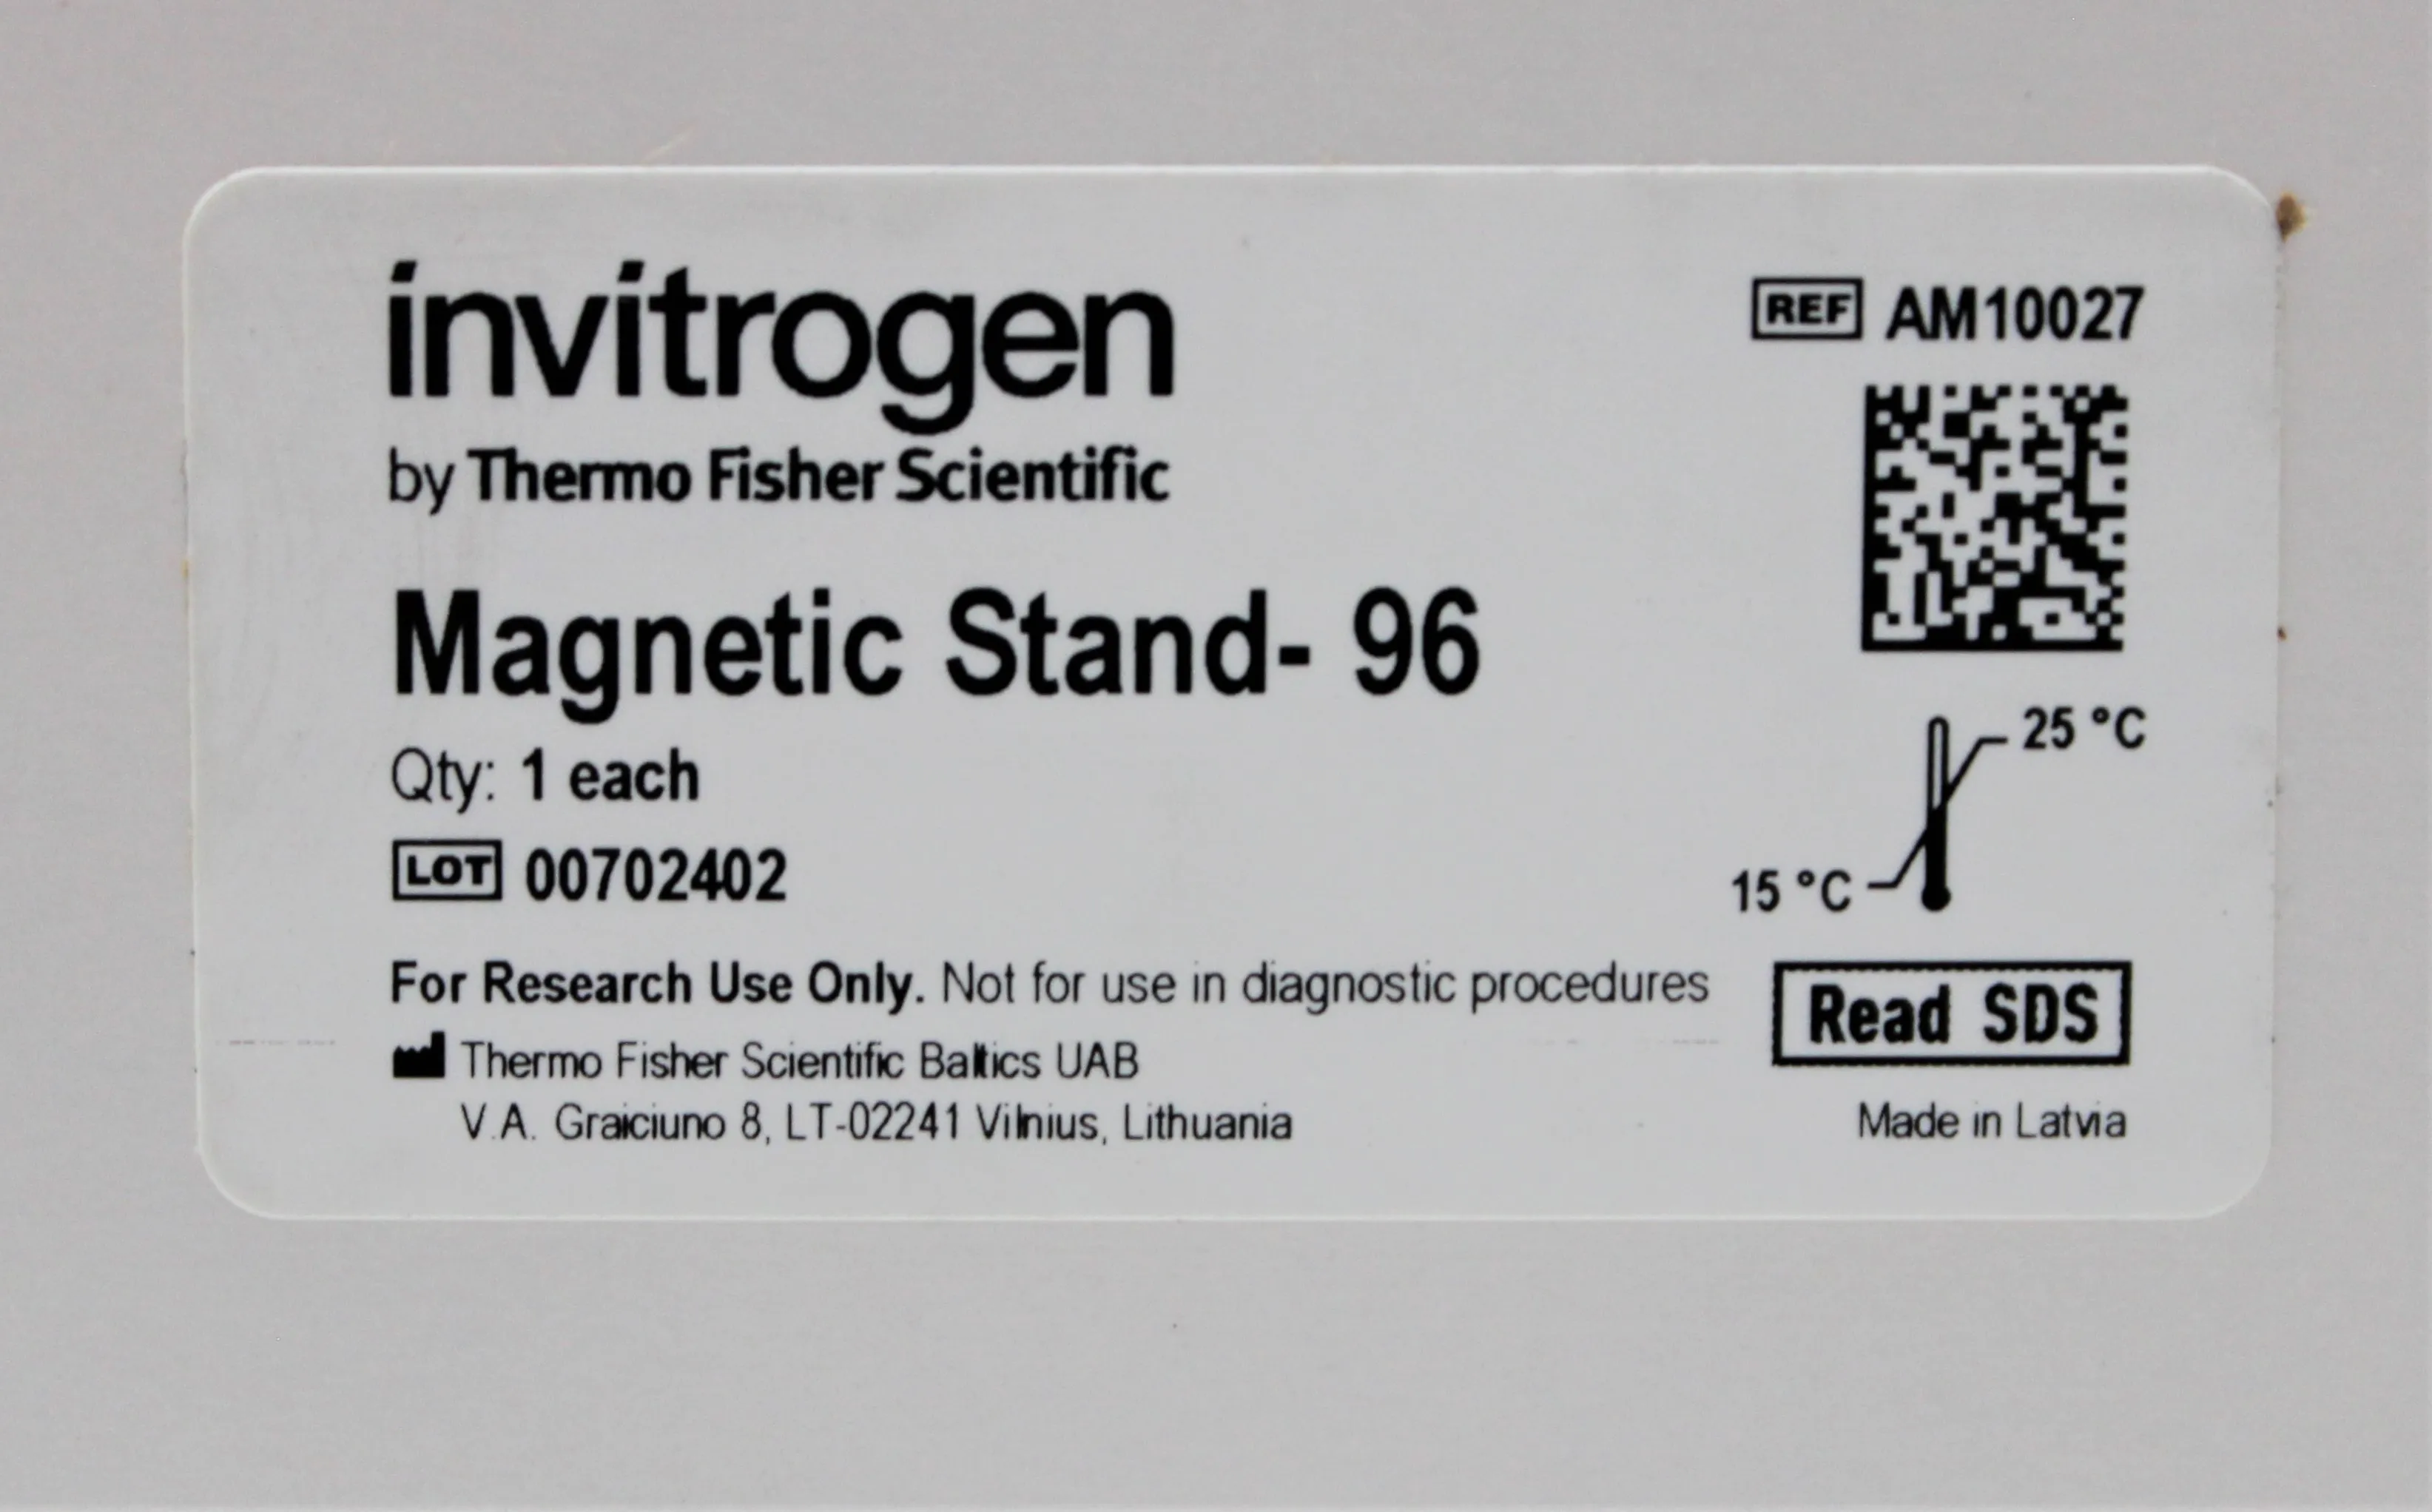 invitrogen
by Thermo Fisher Scientific
Magnetic Stand- 96
Qty: 1 each
LOT 00702402
For Research Use Only. Not for use in diagnostic procedures
Thermo Fisher Scientific Baltics UAB
V.A. Graiciuno 8, LT-02241 Vilnius, Lithuania
REF AM10027
25 °C
15 °C
Read SDS
Made in Latvia